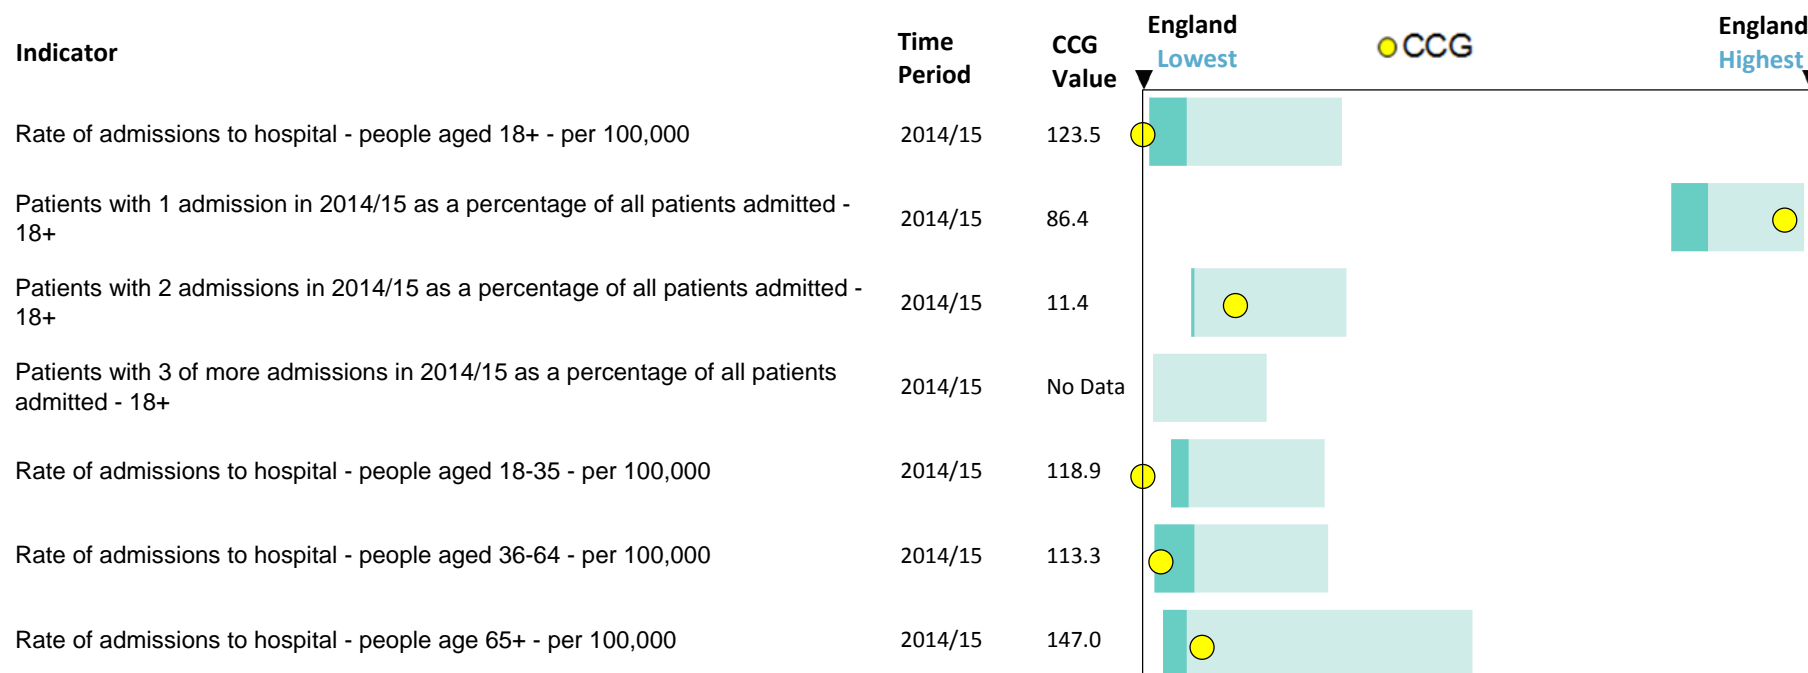 Indicator
Time Period
CCG Value
England Lowest
CCG
England Highest
Rate of admissions to hospital - people aged 18+ - per 100,000 2014/15 123.5
Patients with 1 admission in 2014/15 as a percentage of all patients admitted -
18+ 2014/15 86.4
Patients with 2 admissions in 2014/15 as a percentage of all patients admitted -
18+ 2014/15 11.4
Patients with 3 of more admissions in 2014/15 as a percentage of all patients
admitted - 18+ 2014/15 No Data
Rate of admissions to hospital - people aged 18-35 - per 100,000 2014/15 118.9
Rate of admissions to hospital - people aged 36-64 - per 100,000 2014/15 113.3
Rate of admissions to hospital - people age 65+ - per 100,000 2014/15 147.0